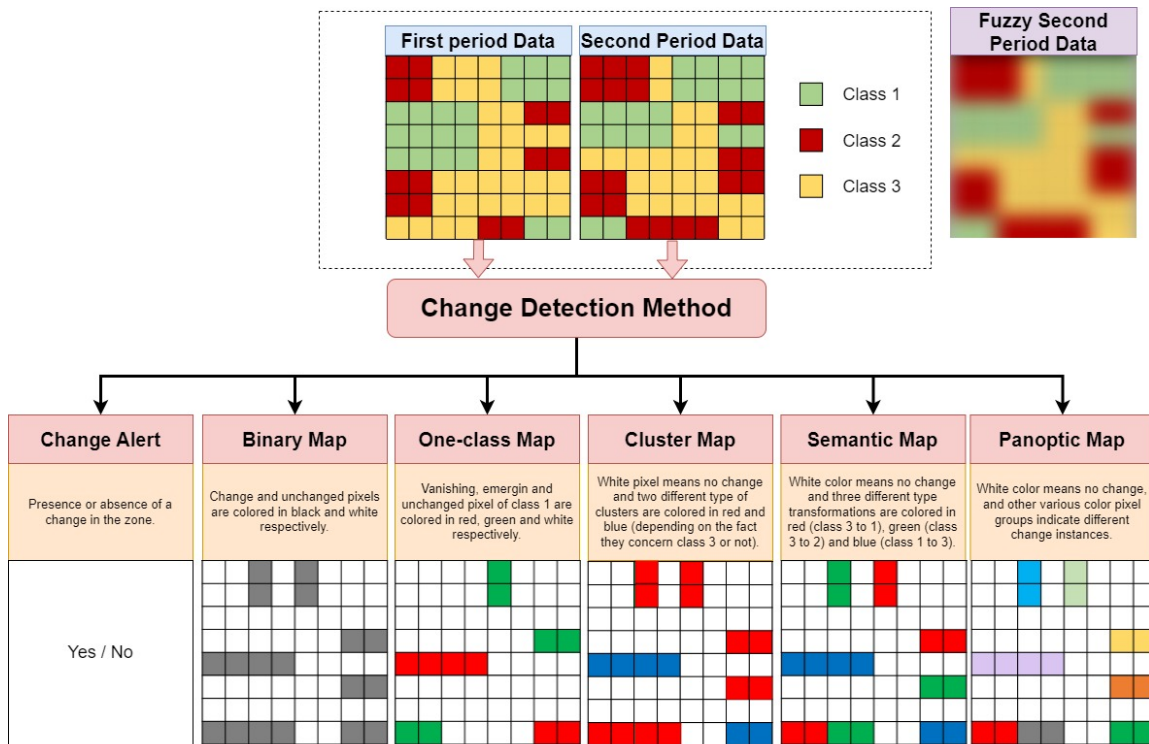 First period Data
Second Period Data
Fuzzy Second
Period Data
Class 1
Class 2
Class 3
Change Detection Method
Change Alert
Binary Map
One-class Map
Cluster Map
Semantic Map
Panoptic Map
Presence or absence of a
change in the zone.
Change and unchanged pixels
are colored in black and white
respectively.
Vanishing, emergin and
unchanged pixel of class 1 are
colored in red, green and white
respectively.
White pixel means no change
and two different type of
clusters are colored in red and
blue (depending on the fact
they concern class 3 or not).
White color means no change
and three different type
transformations are colored in
red (class 3 to 1), green (class
3 to 2) and blue (class 1 to 3).
White color means no change,
and other various color pixel
groups indicate different
change instances.
Yes / No